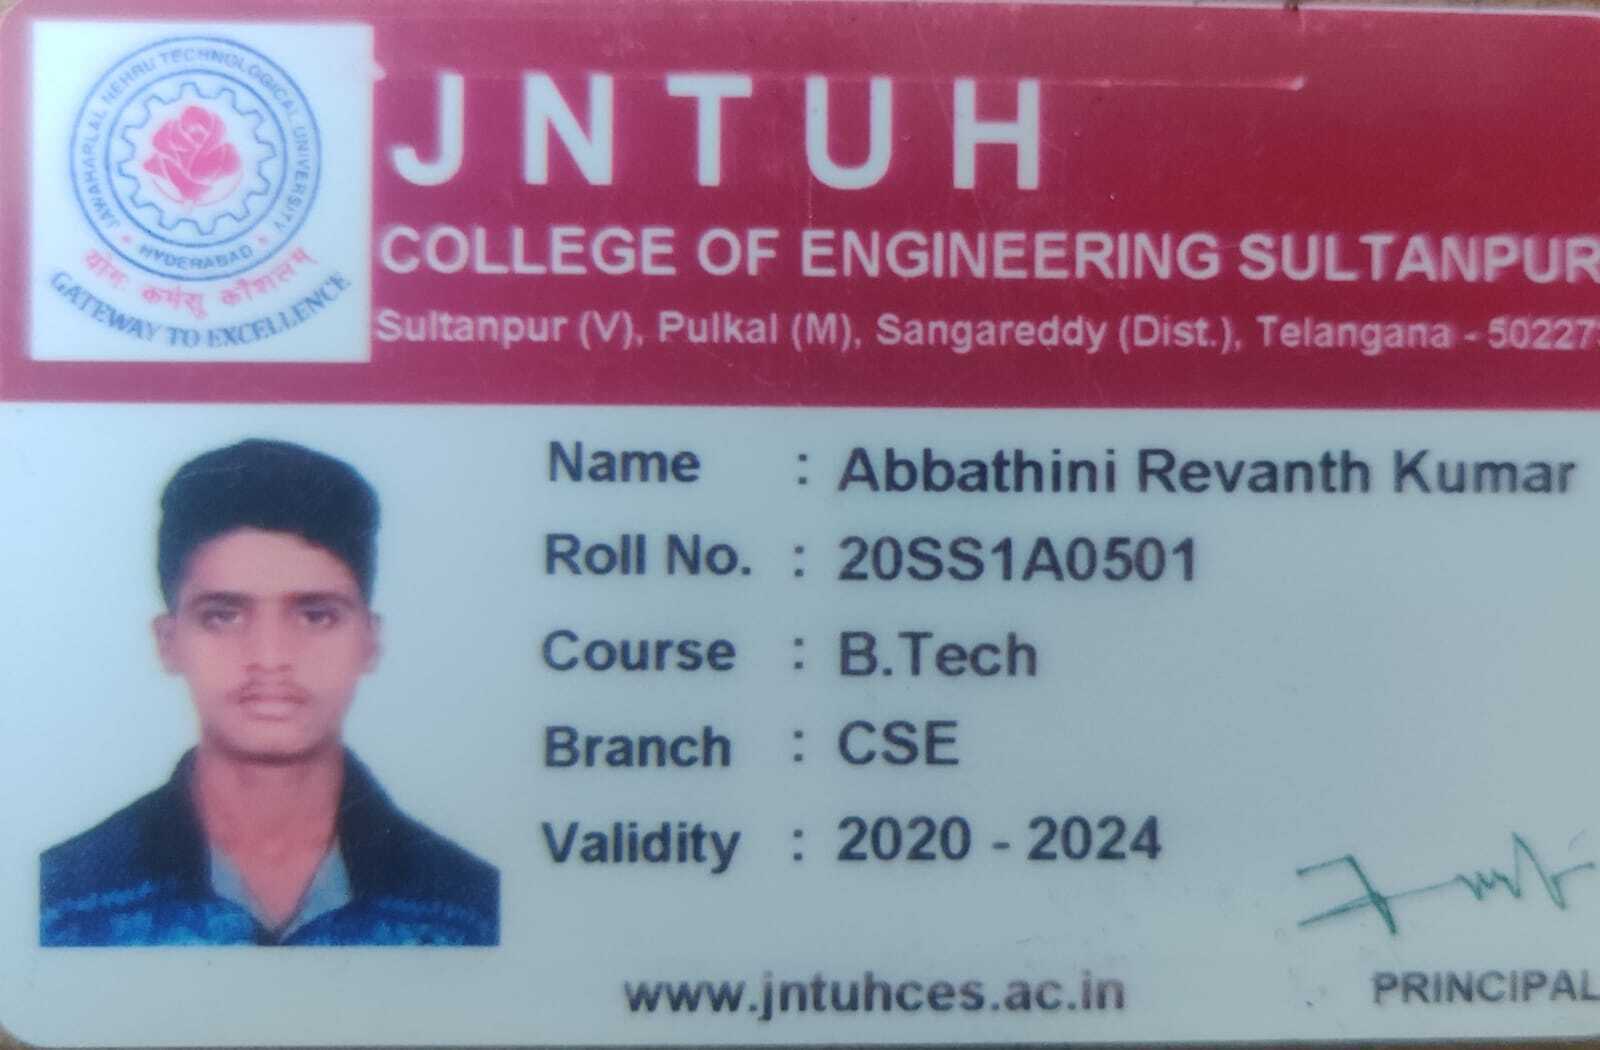 JAWAHARLAL NEHRU TECHNOLOGICAL UNIVERSITY
HYDERABAD
योगः कर्मसु कौशलम्
GATEWAY TO EXCELLENCE
JNTUH
COLLEGE OF ENGINEERING SULTANPUR
Sultanpur (V), Pulkal (M), Sangareddy (Dist.), Telangana - 50227
Name : Abbathini Revanth Kumar
Roll No. : 20SS1A0501
Course : B.Tech
Branch : CSE
Validity : 2020 - 2024
www.jntuhces.ac.in
PRINCIPAL